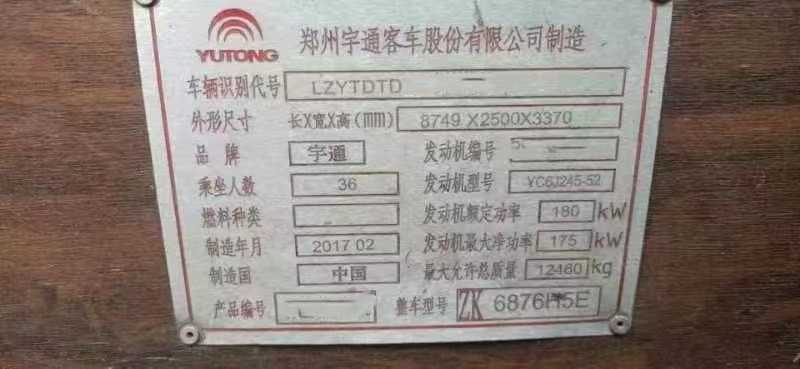 YUTONG 郑州宇通客车股份有限公司制造
车辆识别代号 LZYTDTD
外形尺寸 长X宽X高(mm) 8749X2500X3370
品牌 宇通 发动机编号 5
乘坐人数 36 发动机型号 YC6J245-52
燃料种类 发动机额定功率 180 kW
制造年月 2017 02 发动机最大净功率 175 kW
制造国 中国 最大允许总质量 12460 kg
产品编号 整车型号 ZK 6876H5E